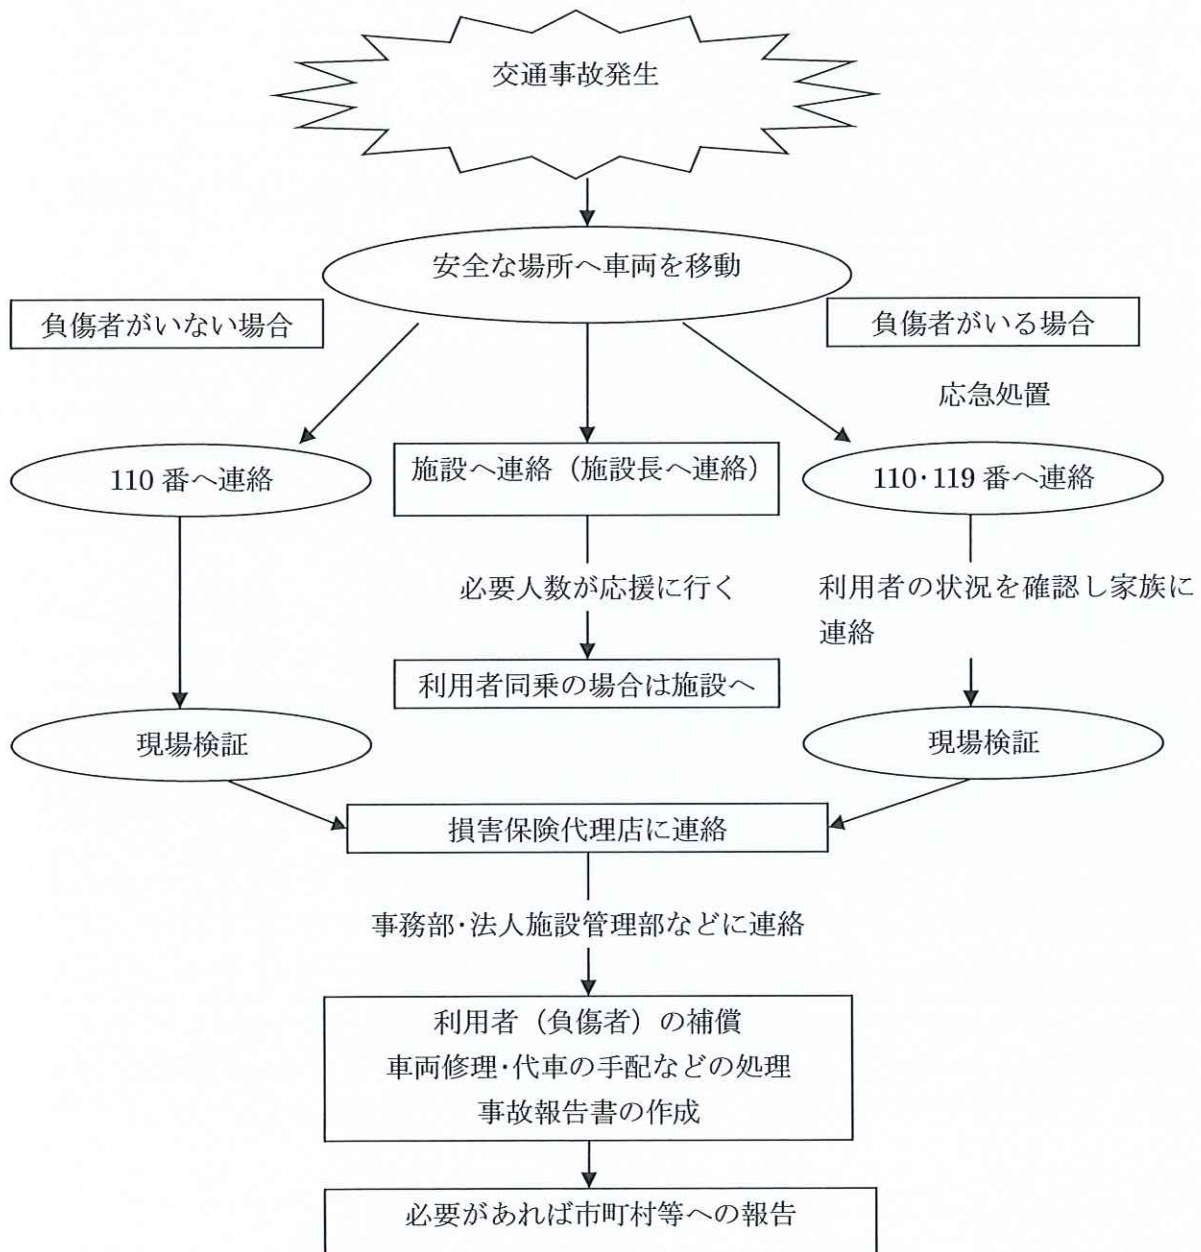 交通事故発生
安全な場所へ車両を移動
負傷者がいない場合
負傷者がいる場合
応急処置
110 番へ連絡
施設へ連絡（施設長へ連絡）
110･119 番へ連絡
必要人数が応援に行く
利用者の状況を確認し家族に
連絡
利用者同乗の場合は施設へ
現場検証
現場検証
損害保険代理店に連絡
事務部･法人施設管理部などに連絡
利用者（負傷者）の補償
車両修理･代車の手配などの処理
事故報告書の作成
必要があれば市町村等への報告